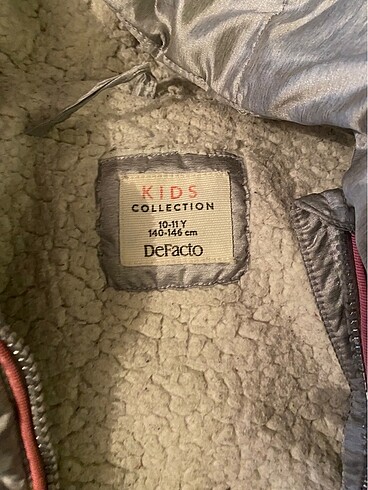 KIDS
COLLECTION
10-11 Y
140-146 cm
DeFacto